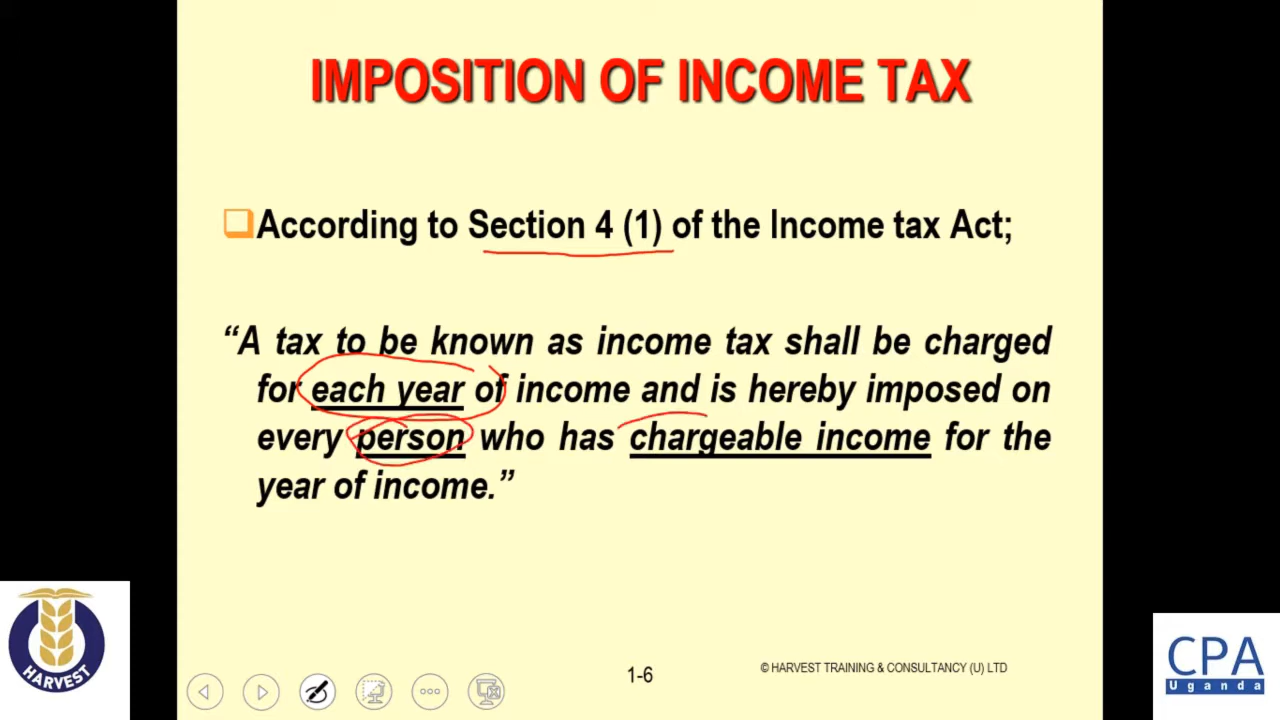 IMPOSITION OF INCOME TAX
According to Section 4 (1) of the Income tax Act;
“A tax to be known as income tax shall be charged
for each year of income and is hereby imposed on
every person who has chargeable income for the
year of income.”
HARVEST
1-6
© HARVEST TRAINING & CONSULTANCY (U) LTD
CPA
Uganda